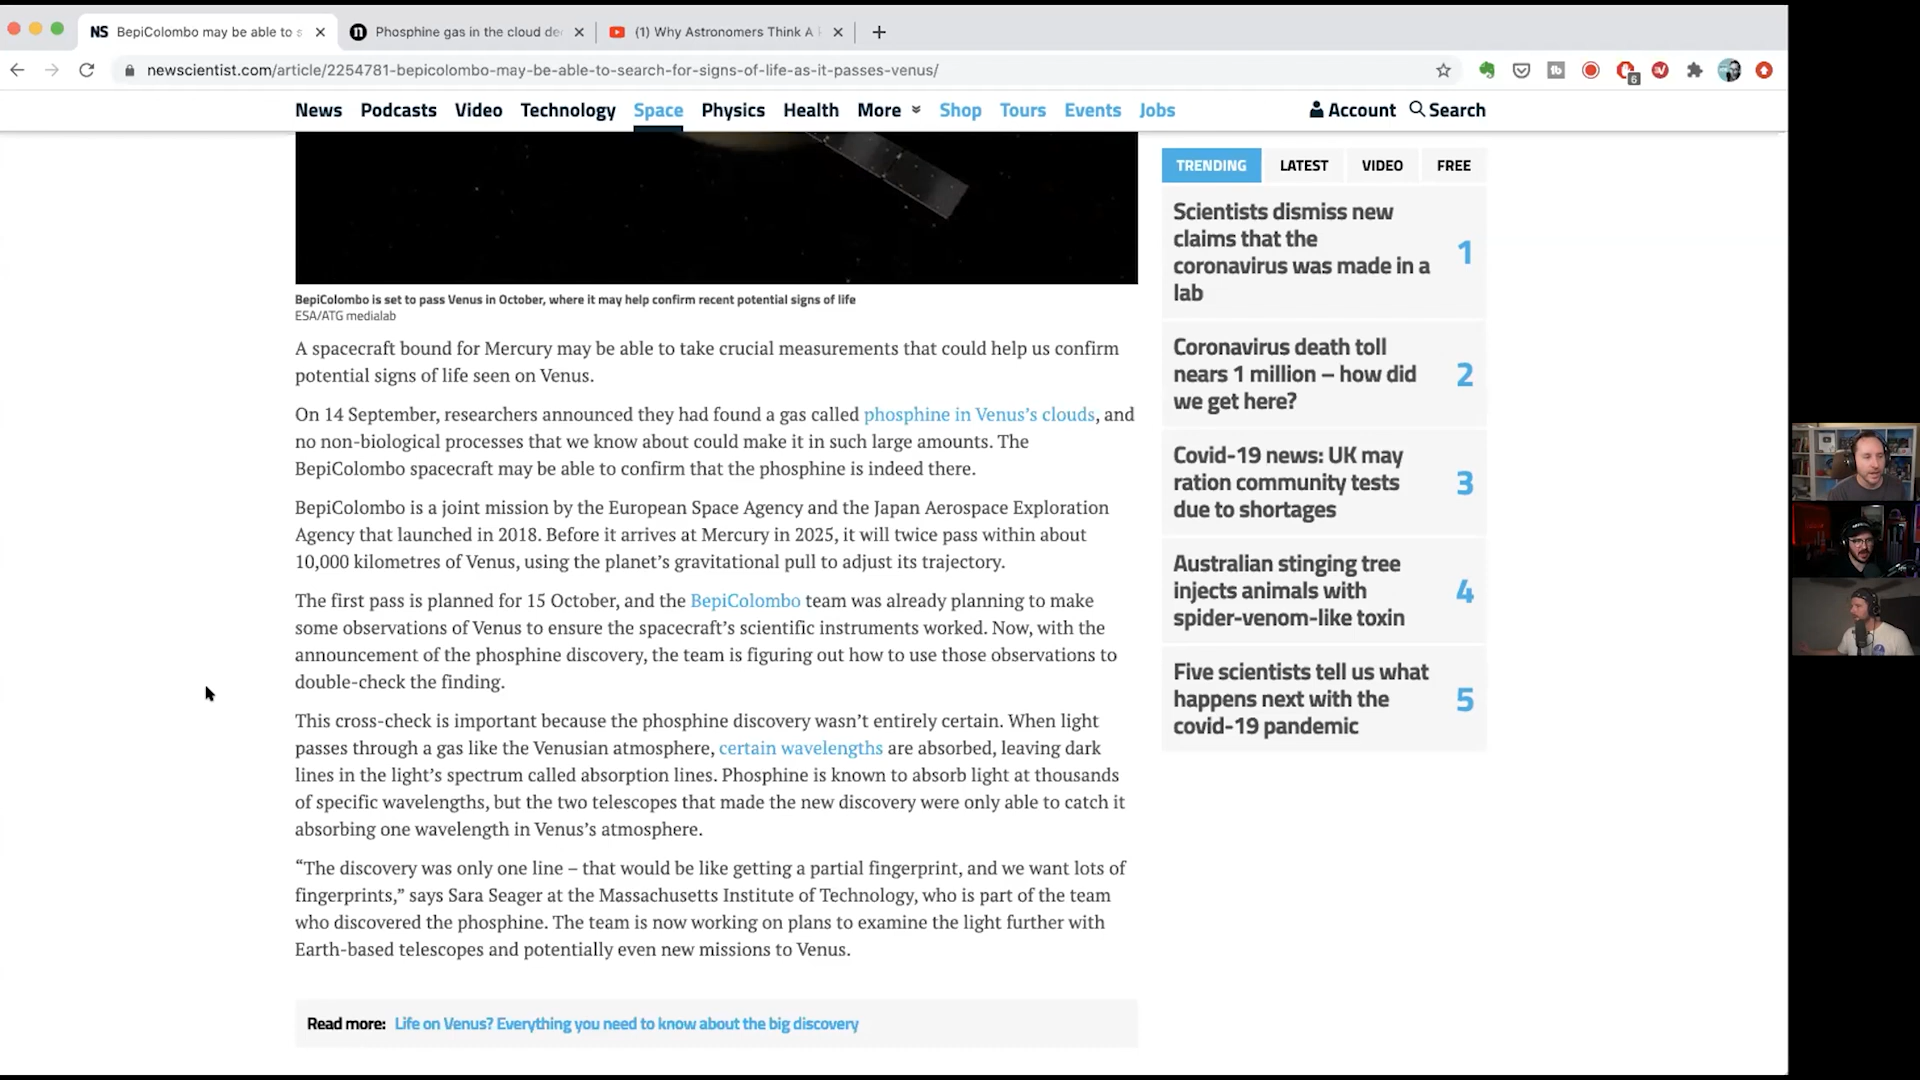 NS BepiColombo may be able to s
Phosphine gas in the cloud de
(1) Why Astronomers Think A
newscientist.com/article/2254781-bepicolombo-may-be-able-to-search-for-signs-of-life-as-it-passes-venus/
6
News Podcasts Video Technology Space Physics Health More Shop Tours Events Jobs
Account Search
BepiColombo is set to pass Venus in October, where it may help confirm recent potential signs of life
ESA/ATG medialab
A spacecraft bound for Mercury may be able to take crucial measurements that could help us confirm
potential signs of life seen on Venus.
On 14 September, researchers announced they had found a gas called phosphine in Venus’s clouds, and
no non-biological processes that we know about could make it in such large amounts. The
BepiColombo spacecraft may be able to confirm that the phosphine is indeed there.
BepiColombo is a joint mission by the European Space Agency and the Japan Aerospace Exploration
Agency that launched in 2018. Before it arrives at Mercury in 2025, it will twice pass within about
10,000 kilometres of Venus, using the planet’s gravitational pull to adjust its trajectory.
The first pass is planned for 15 October, and the BepiColombo team was already planning to make
some observations of Venus to ensure the spacecraft’s scientific instruments worked. Now, with the
announcement of the phosphine discovery, the team is figuring out how to use those observations to
double-check the finding.
This cross-check is important because the phosphine discovery wasn’t entirely certain. When light
passes through a gas like the Venusian atmosphere, certain wavelengths are absorbed, leaving dark
lines in the light’s spectrum called absorption lines. Phosphine is known to absorb light at thousands
of specific wavelengths, but the two telescopes that made the new discovery were only able to catch it
absorbing one wavelength in Venus’s atmosphere.
“The discovery was only one line – that would be like getting a partial fingerprint, and we want lots of
fingerprints,” says Sara Seager at the Massachusetts Institute of Technology, who is part of the team
who discovered the phosphine. The team is now working on plans to examine the light further with
Earth-based telescopes and potentially even new missions to Venus.
Read more: Life on Venus? Everything you need to know about the big discovery
TRENDING LATEST VIDEO FREE
Scientists dismiss new
claims that the
coronavirus was made in a
lab
1
Coronavirus death toll
nears 1 million – how did
we get here?
2
Covid-19 news: UK may
ration community tests
due to shortages
3
Australian stinging tree
injects animals with
spider-venom-like toxin
4
Five scientists tell us what
happens next with the
covid-19 pandemic
5